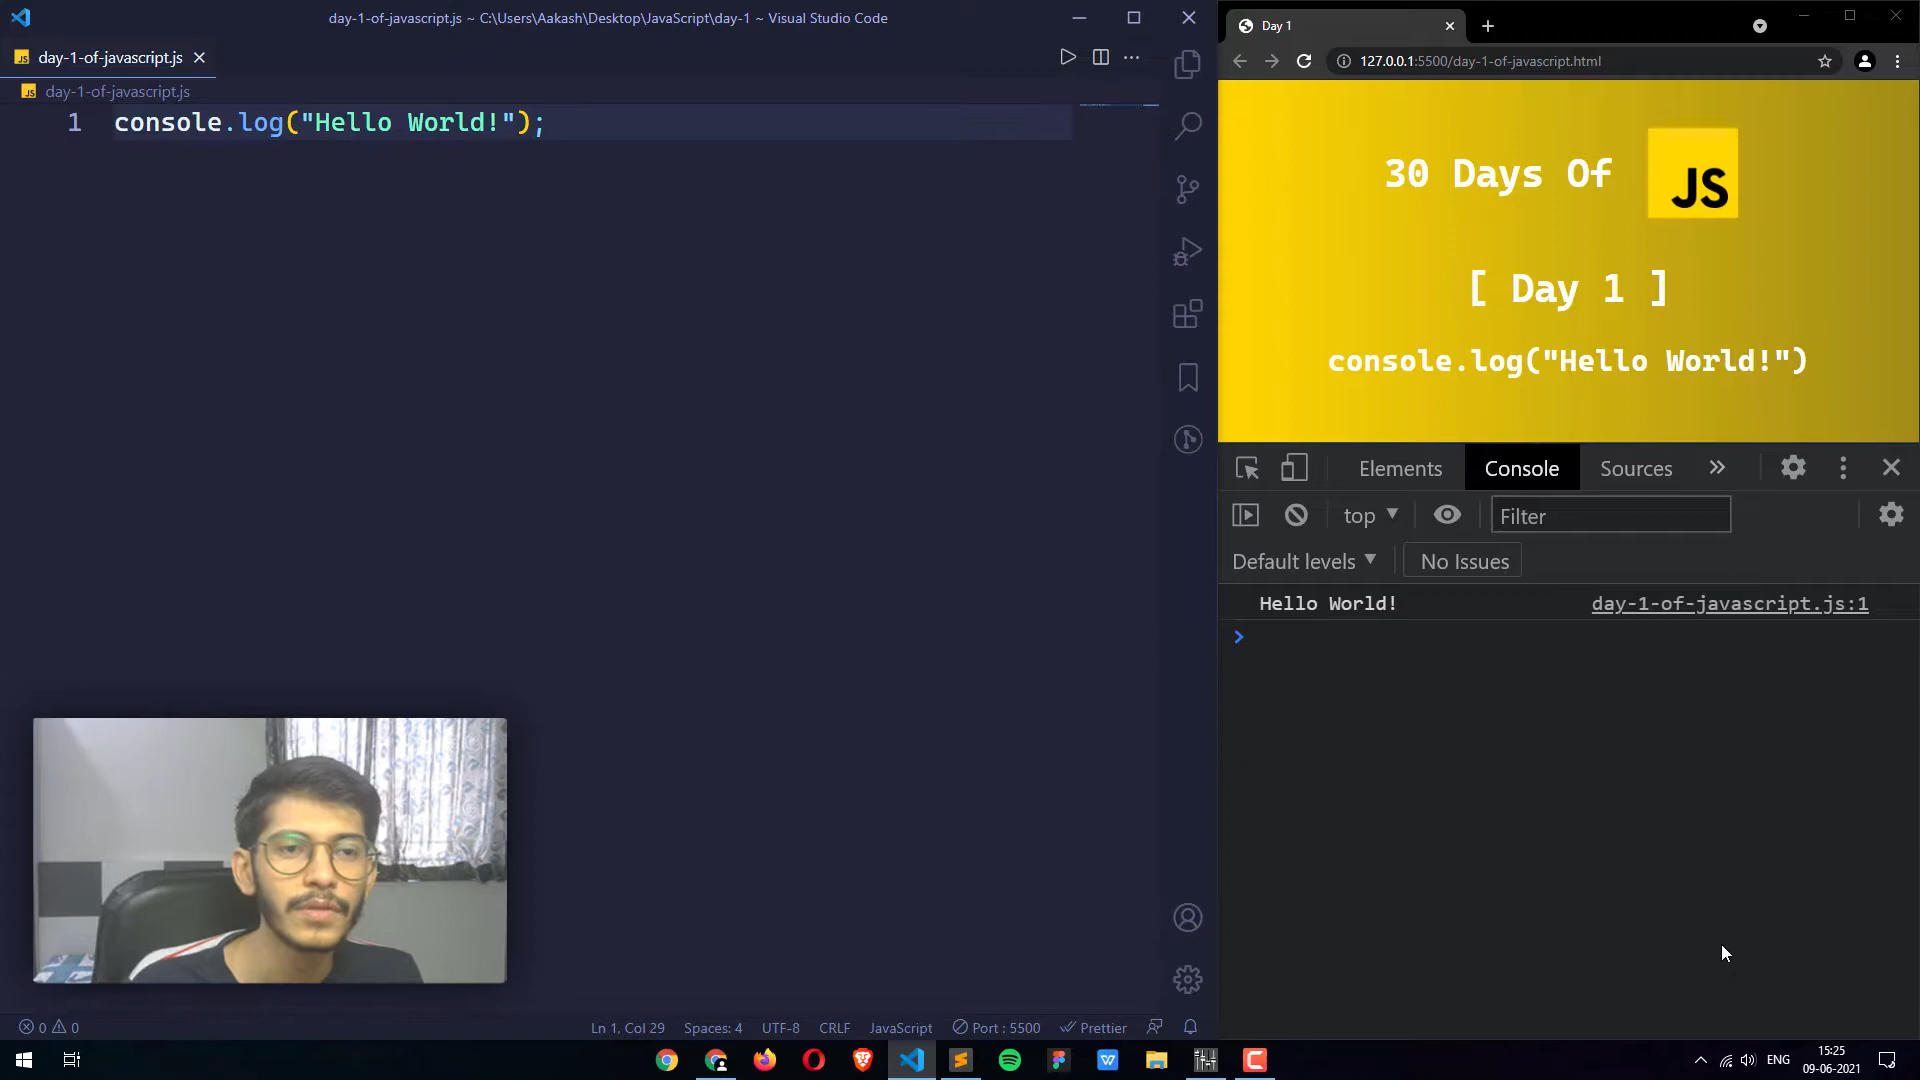 day-1-of-javascript.js ~ C:\Users\Aakash\Desktop\JavaScript\day-1 ~ Visual Studio Code
JS day-1-of-javascript.js
JS day-1-of-javascript.js
1 console.log("Hello World!");
0 0
Ln 1, Col 29 Spaces: 4 UTF-8 CRLF JavaScript Port : 5500 Prettier
Day 1
127.0.0.1:5500/day-1-of-javascript.html
30 Days Of JS
[ Day 1 ]
console.log("Hello World!")
Elements Console Sources
top Filter
Default levels No Issues
Hello World! day-1-of-javascript.js:1
W
ENG
15:25
09-06-2021